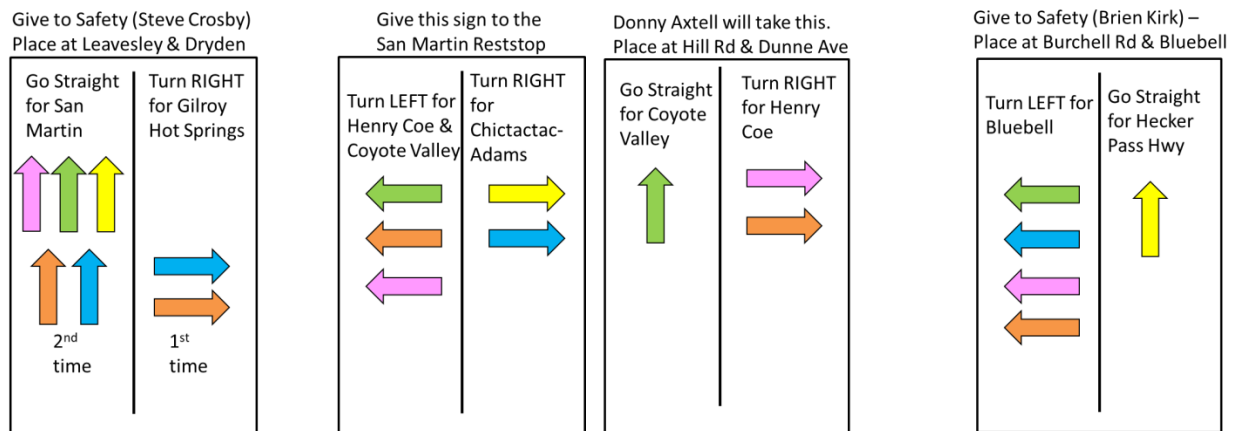 Give to Safety (Steve Crosby)
Place at Leavesley & Dryden
Go Straight
for San
Martin
Turn RIGHT
for Gilroy
Hot Springs
2nd
time
1st
time
Give this sign to the
San Martin Reststop
Turn LEFT for
Henry Coe &
Coyote Valley
Turn RIGHT
for
Chictactac-
Adams
Donny Axtell will take this.
Place at Hill Rd & Dunne Ave
Go Straight
for Coyote
Valley
Turn RIGHT
for Henry
Coe
Give to Safety (Brien Kirk) –
Place at Burchell Rd & Bluebell
Turn LEFT for
Bluebell
Go Straight
for Hecker
Pass Hwy